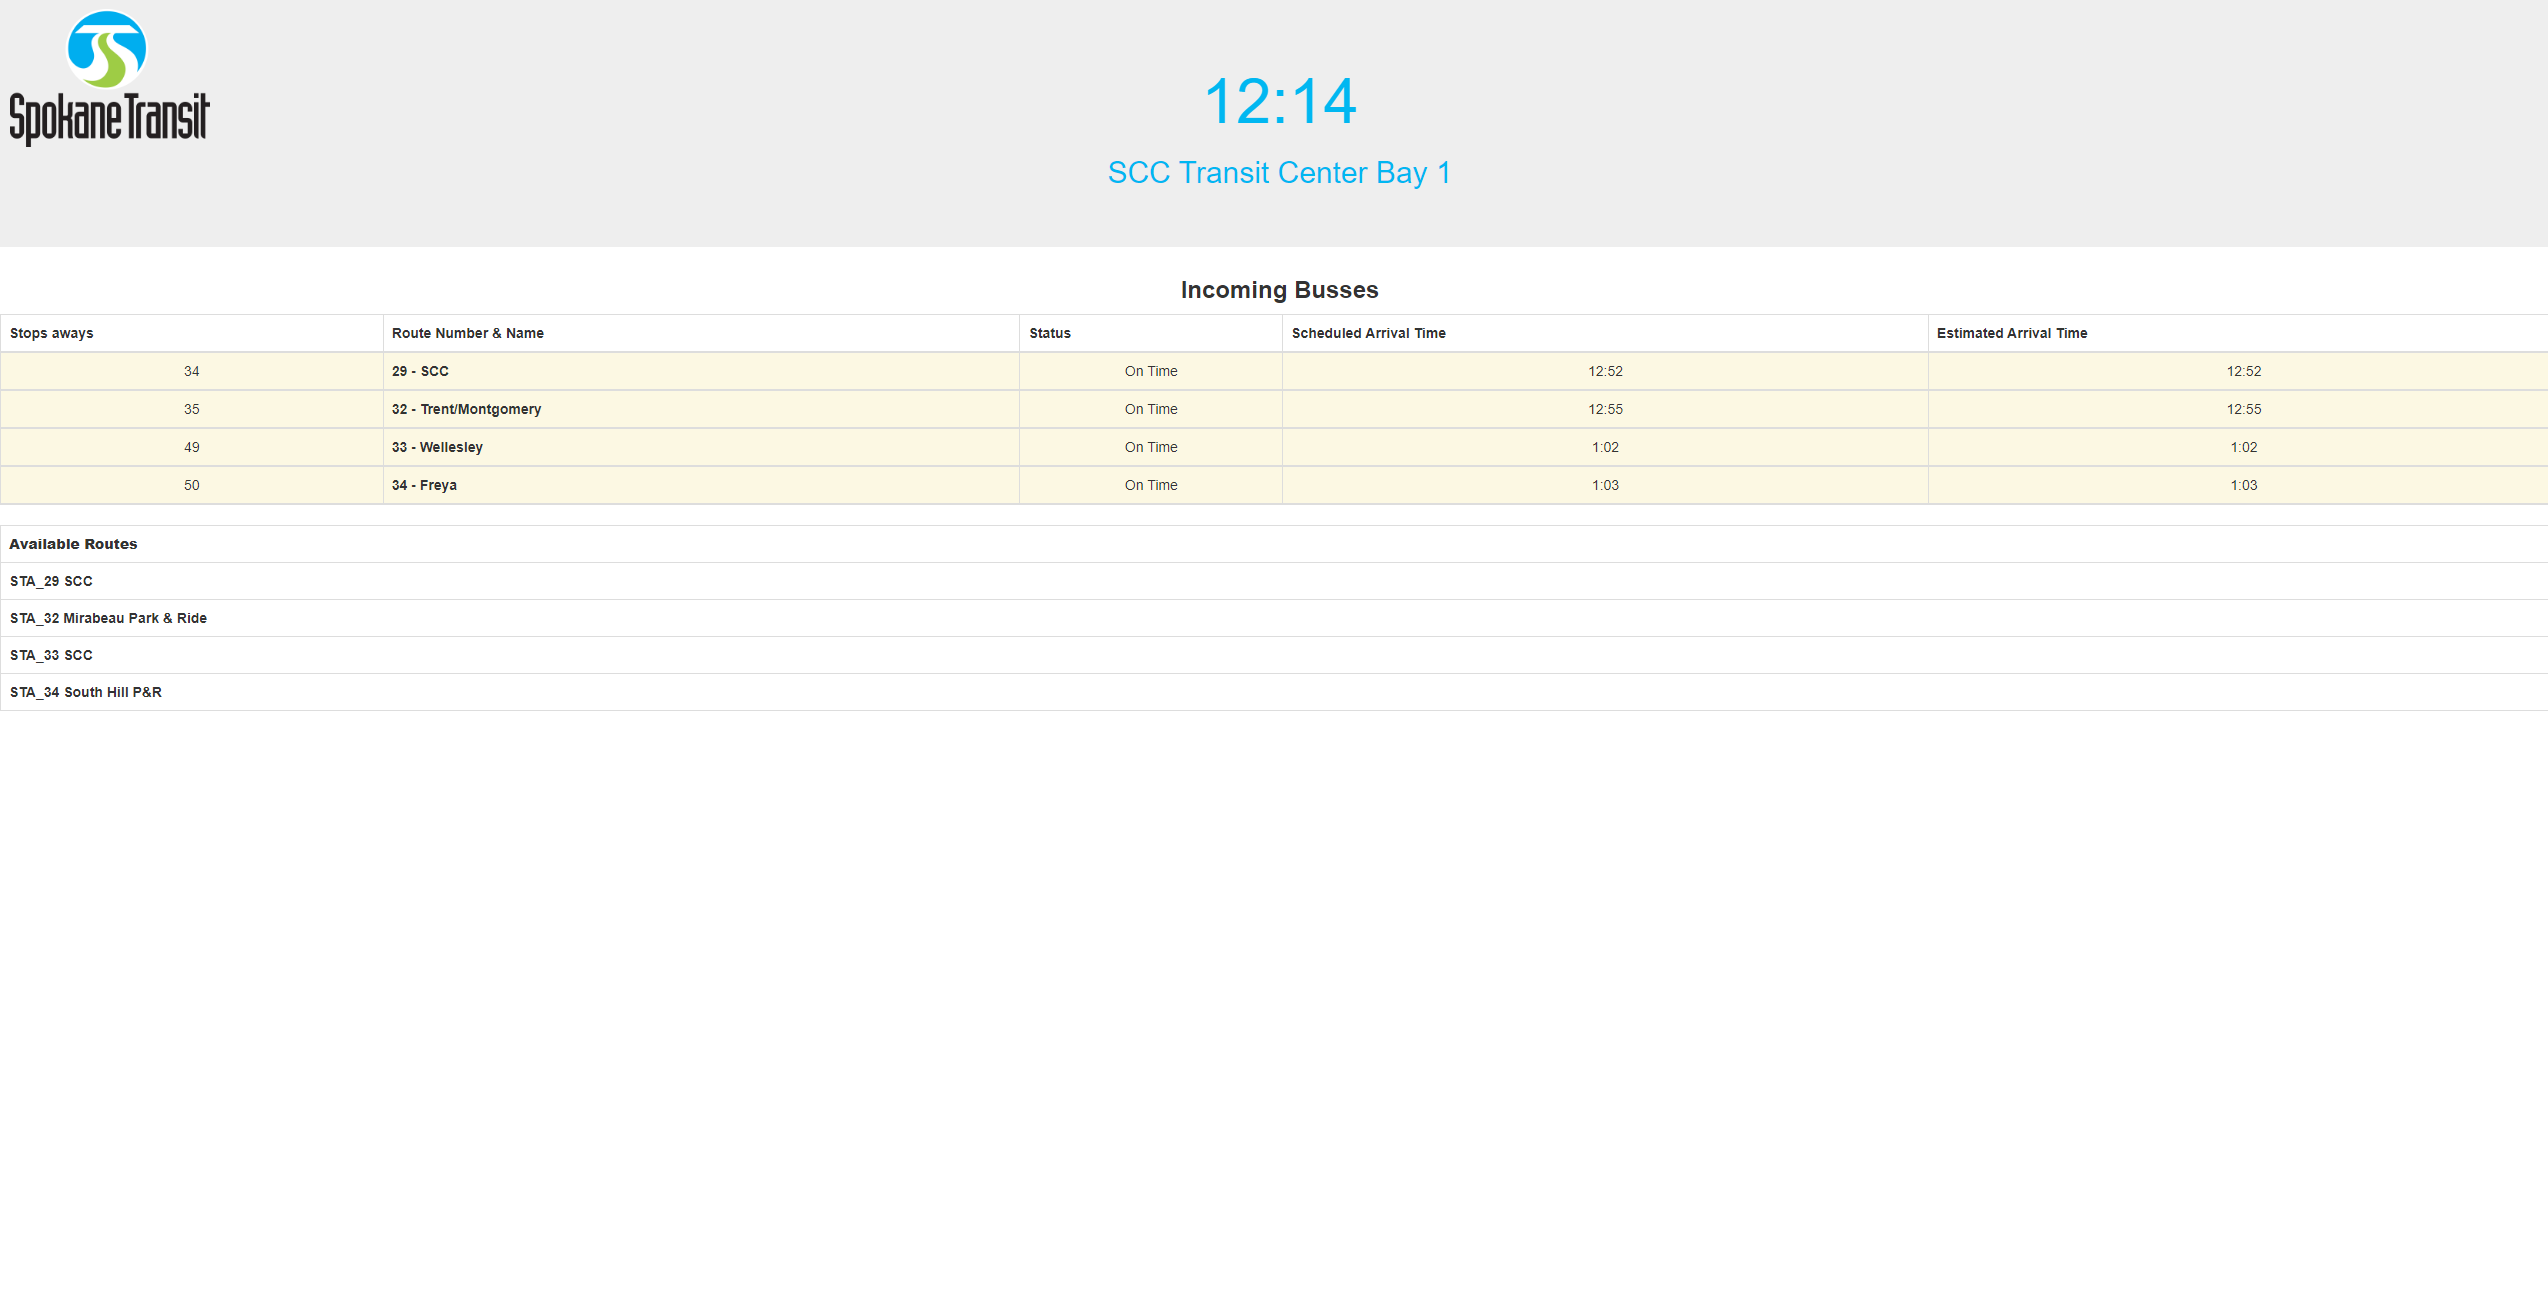 Spokane Transit
12:14
SCC Transit Center Bay 1
Incoming Busses
Stops aways Route Number & Name Status Scheduled Arrival Time Estimated Arrival Time
34 29 - SCC On Time 12:52 12:52
35 32 - Trent/Montgomery On Time 12:55 12:55
49 33 - Wellesley On Time 1:02 1:02
50 34 - Freya On Time 1:03 1:03
Available Routes
STA_29 SCC
STA_32 Mirabeau Park & Ride
STA_33 SCC
STA_34 South Hill P&R